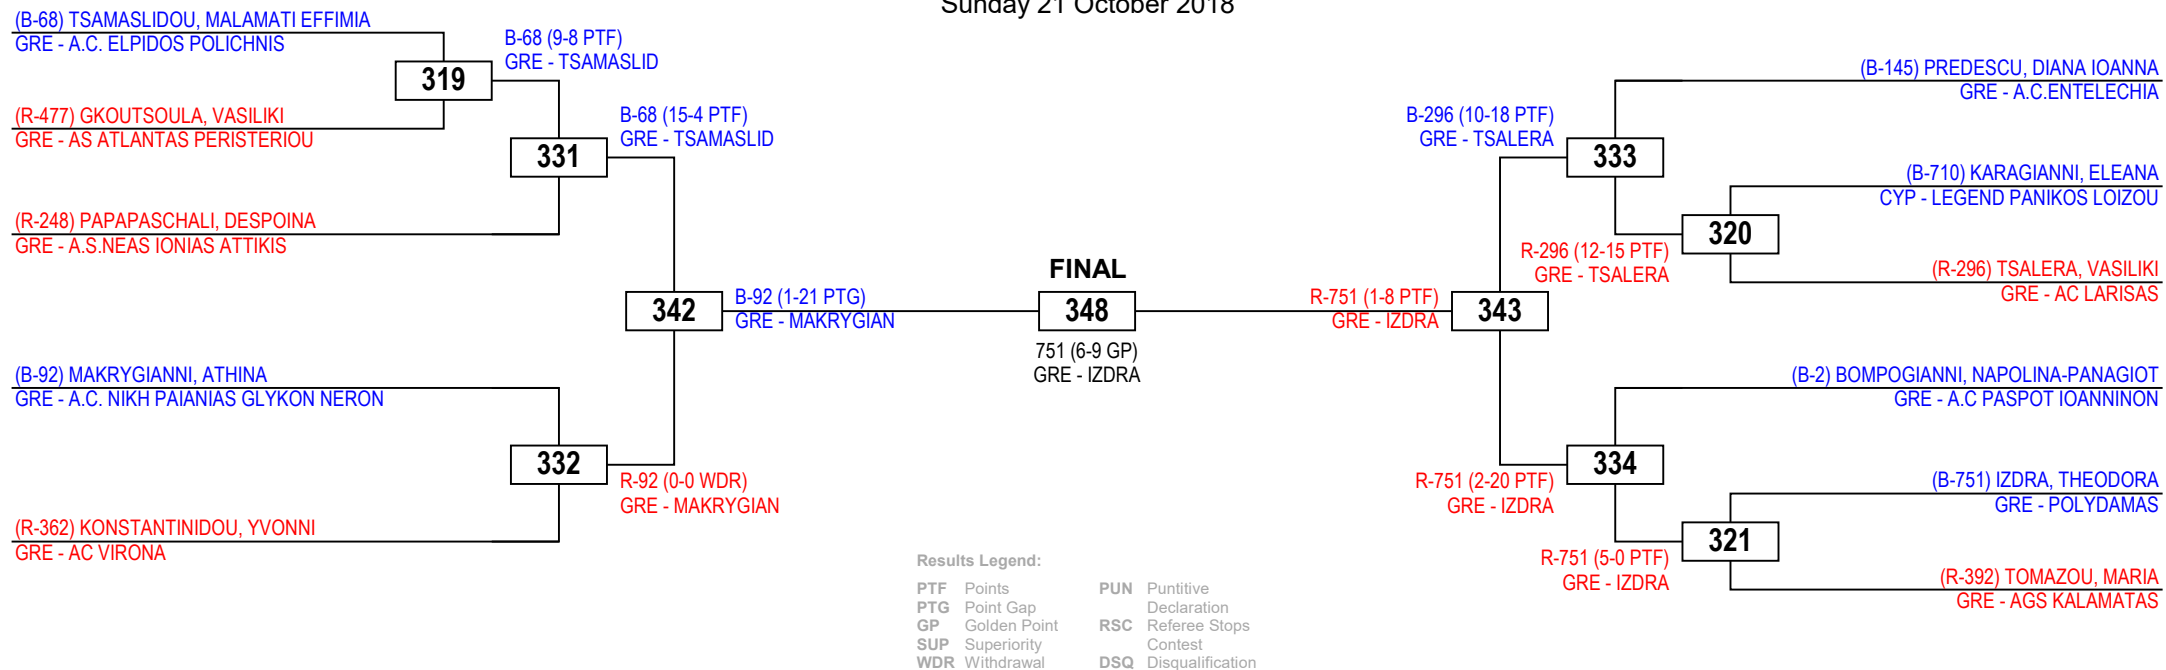 Sunday 21 October 2018
(B-68) TSAMASLIDOU, MALAMATI EFFIMIA
GRE - A.C. ELPIDOS POLICHNIS
319
B-68 (9-8 PTF)
GRE - TSAMASLID
(R-477) GKOUTSOULA, VASILIKI
GRE - AS ATLANTAS PERISTERIOU
331
B-68 (15-4 PTF)
GRE - TSAMASLID
(R-248) PAPAPASCHALI, DESPOINA
GRE - A.S.NEAS IONIAS ATTIKIS
342
B-92 (1-21 PTG)
GRE - MAKRYGIAN
(B-92) MAKRYGIANNI, ATHINA
GRE - A.C. NIKH PAIANIAS GLYKON NERON
332
R-92 (0-0 WDR)
GRE - MAKRYGIAN
(R-362) KONSTANTINIDOU, YVONNI
GRE - AC VIRONA
FINAL
348
751 (6-9 GP)
GRE - IZDRA
(B-145) PREDESCU, DIANA IOANNA
GRE - A.C.ENTELECHIA
B-296 (10-18 PTF)
GRE - TSALERA
333
(B-710) KARAGIANNI, ELEANA
CYP - LEGEND PANIKOS LOIZOU
320
R-296 (12-15 PTF)
GRE - TSALERA
(R-296) TSALERA, VASILIKI
GRE - AC LARISAS
R-751 (1-8 PTF)
GRE - IZDRA
343
(B-2) BOMPOGIANNI, NAPOLINA-PANAGIOT
GRE - A.C PASPOT IOANNINON
334
R-751 (2-20 PTF)
GRE - IZDRA
(B-751) IZDRA, THEODORA
GRE - POLYDAMAS
321
R-751 (5-0 PTF)
GRE - IZDRA
(R-392) TOMAZOU, MARIA
GRE - AGS KALAMATAS
Results Legend:
PTF Points
PTG Point Gap
GP Golden Point
SUP Superiority
WDR Withdrawal
PUN Puntitive
Declaration
RSC Referee Stops
Contest
DSQ Disqualification